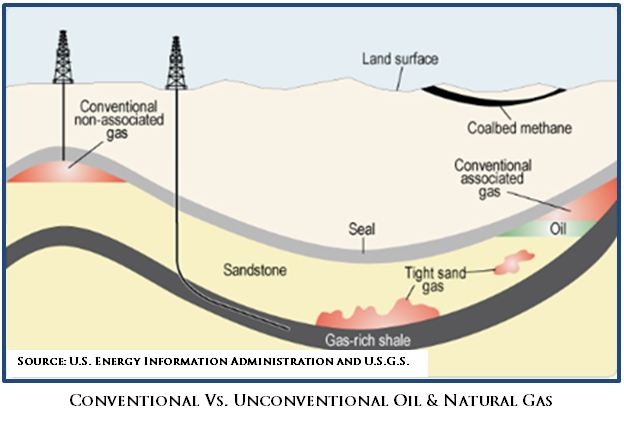 Land surface
Conventional
non-associated
gas
Coalbed methane
Conventional
associated
gas
Seal
Oil
Sandstone
Tight sand
gas
Gas-rich shale
Source: U.S. Energy Information Administration and U.S.G.S.
Conventional Vs. Unconventional Oil & Natural Gas